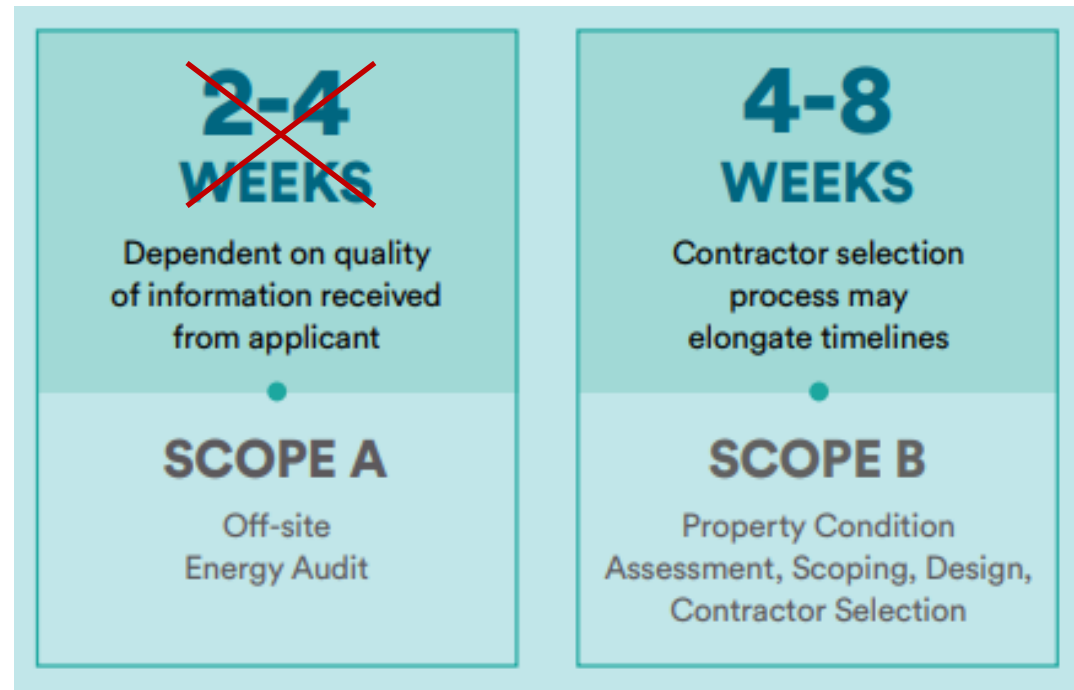 2-4
WEEKS
Dependent on quality
of information received
from applicant
SCOPE A
Off-site
Energy Audit
4-8
WEEKS
Contractor selection
process may
elongate timelines
SCOPE B
Property Condition
Assessment, Scoping, Design,
Contractor Selection